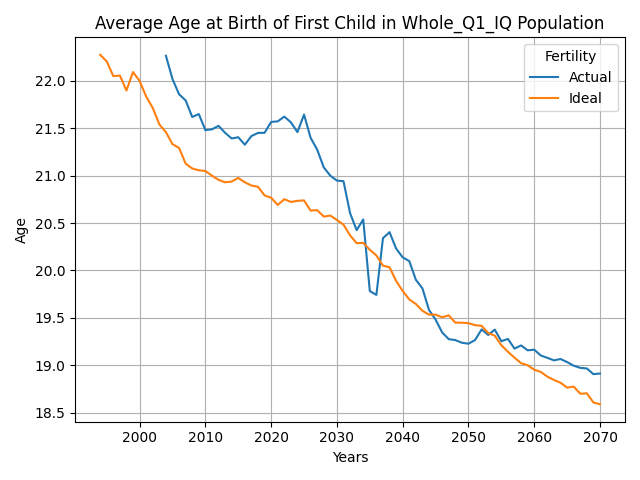 Average Age at Birth of First Child in Whole_Q1_IQ Population
Fertility
Actual
Ideal
22.0
21.5
21.0
20.5
20.0
19.5
19.0
18.5
Age
2000
2010
2020
2030
2040
2050
2060
2070
Years